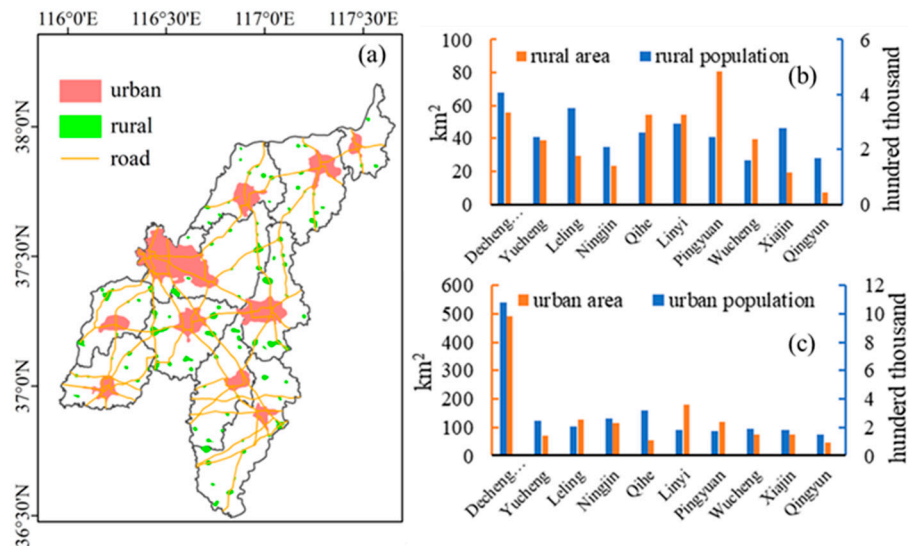 116°0'E 116°30'E 117°0'E 117°30'E
(a)
urban
rural
road
38°0'N
37°30'N
37°0'N
36°30'N
100
80
60
40
20
0
km²
rural area rural population
(b)
6
4
2
0
hundred thousand
Decheng… Yucheng Leling Ningjin Qihe Linyi Pingyuan Wucheng Xiajin Qingyun
600
500
400
300
200
100
0
km²
urban area urban population
(c)
12
10
8
6
4
2
0
hunderd thousand
Decheng… Yucheng Leling Ningjin Qihe Linyi Pingyuan Wucheng Xiajin Qingyun